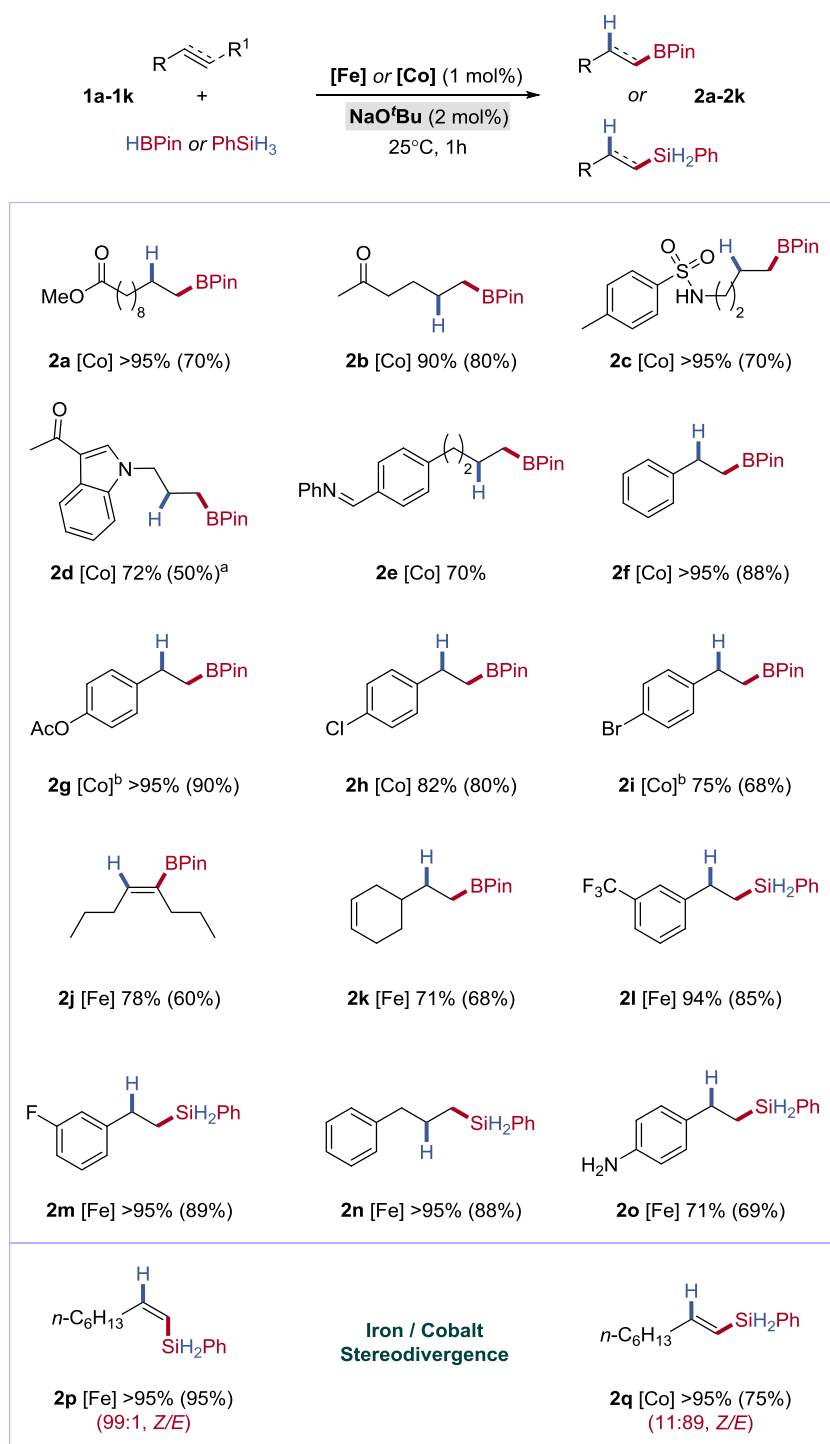 R R¹
1a-1k
+
HBPin or PhSiH₃
[Fe] or [Co] (1 mol%)
NaOᵗBu (2 mol%)
25°C, 1h
H
R BPin
or 2a-2k
H
R SiH₂Ph
O H
MeO ( )₈ BPin
2a [Co] >95% (70%)
O
H BPin
2b [Co] 90% (80%)
O O H BPin
S
HN ( )₂
2c [Co] >95% (70%)
O
N
H BPin
2d [Co] 72% (50%)ᵃ
PhN ( )₂ H BPin
2e [Co] 70%
H
BPin
2f [Co] >95% (88%)
H
BPin
AcO
2g [Co]ᵇ >95% (90%)
H
BPin
Cl
2h [Co] 82% (80%)
H
BPin
Br
2i [Co]ᵇ 75% (68%)
H BPin
2j [Fe] 78% (60%)
H
BPin
2k [Fe] 71% (68%)
H
F₃C SiH₂Ph
2l [Fe] 94% (85%)
H
F SiH₂Ph
2m [Fe] >95% (89%)
SiH₂Ph
H
2n [Fe] >95% (88%)
H
SiH₂Ph
H₂N
2o [Fe] 71% (69%)
H
n-C₆H₁₃
SiH₂Ph
2p [Fe] >95% (95%)
(99:1, Z/E)
Iron / Cobalt
Stereodivergence
H
n-C₆H₁₃ SiH₂Ph
2q [Co] >95% (75%)
(11:89, Z/E)